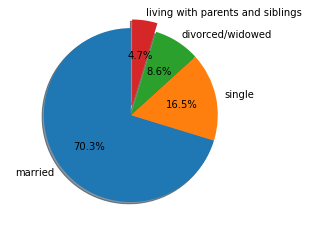 living with parents and siblings
divorced/widowed
4.7%
8.6%
single
16.5%
70.3%
married